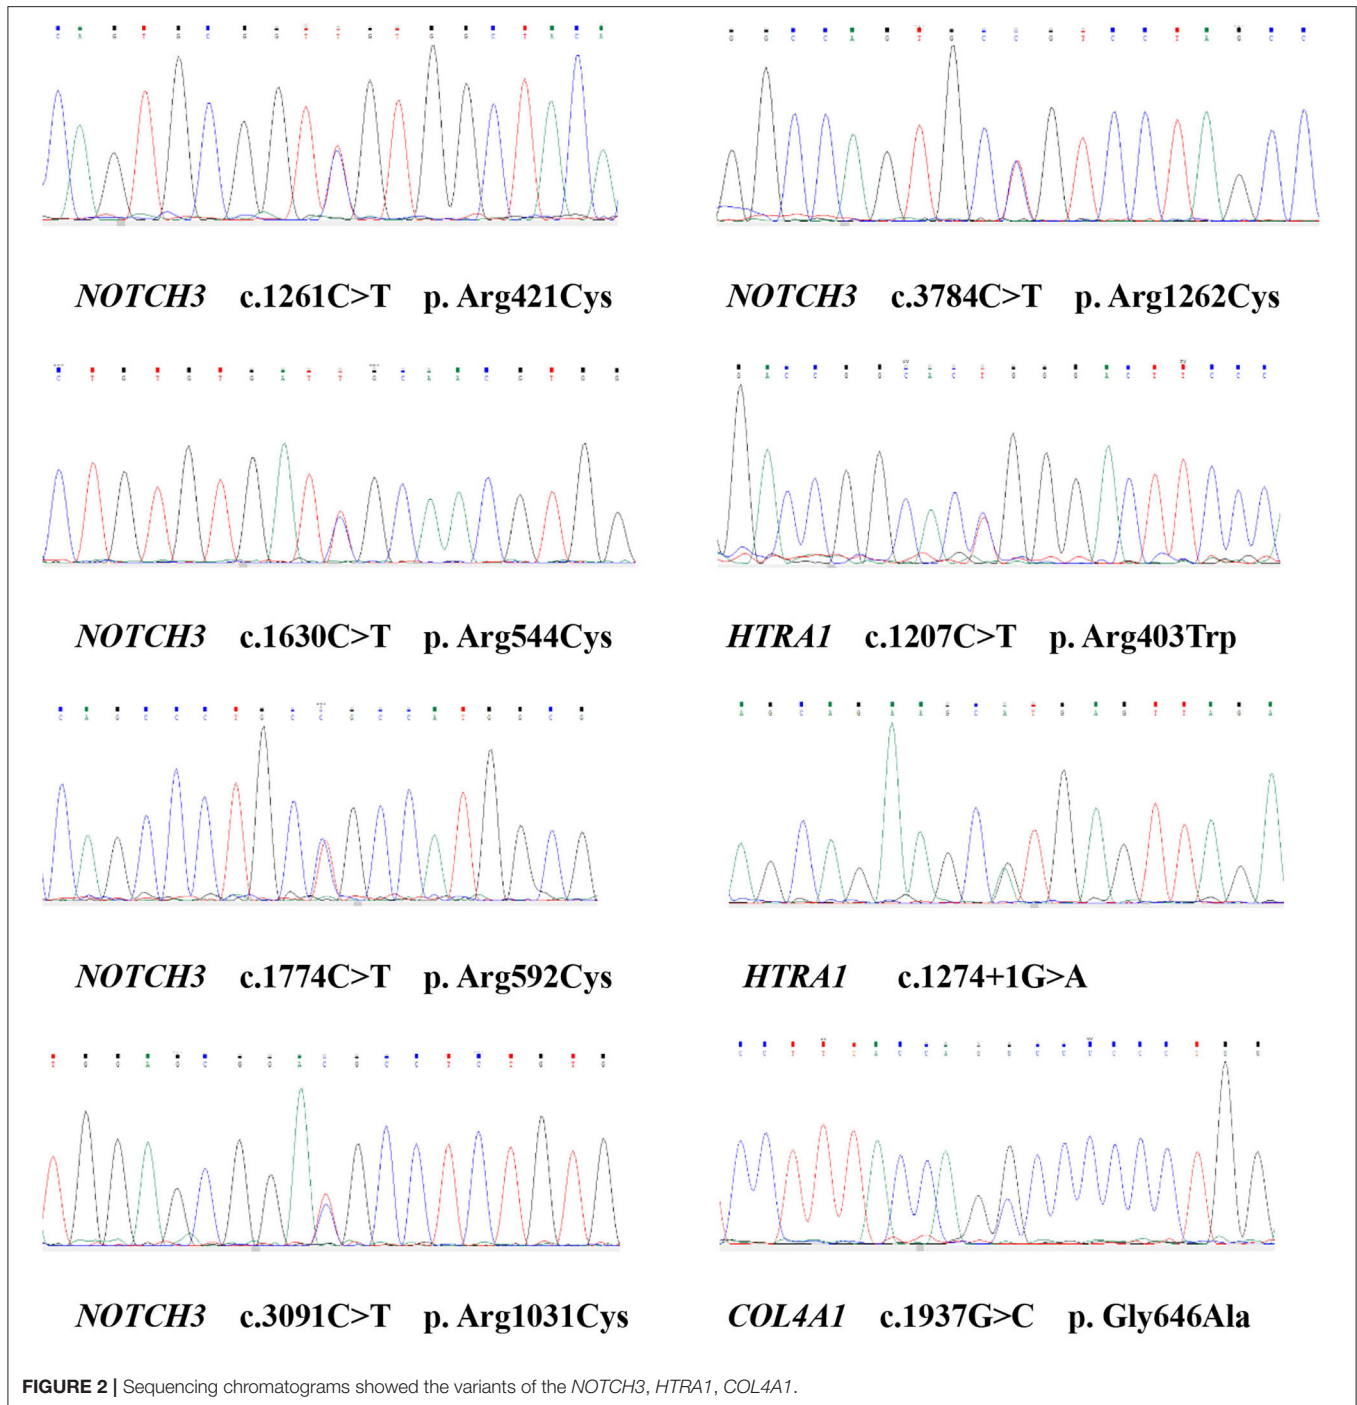 C A G T G C G G T T G T G G C T A C A
G G C C A G T G C C G T C C T A G C C
NOTCH3 c.1261C>T p. Arg421Cys
NOTCH3 c.3784C>T p. Arg1262Cys
C T G T G T G A T T G C A A C G T G G
G A C C G G C A C T G G G A C T T C C C
NOTCH3 c.1630C>T p. Arg544Cys
HTRA1 c.1207C>T p. Arg403Trp
C A G C C C T G C C G C C A T G G C G
A G C A G A A G C A T G A G T T A G A
NOTCH3 c.1774C>T p. Arg592Cys
HTRA1 c.1274+1G>A
T G G A G C G G A C G C C T C T G T G
NOTCH3 c.3091C>T p. Arg1031Cys
COL4A1 c.1937G>C p. Gly646Ala
FIGURE 2 | Sequencing chromatograms showed the variants of the NOTCH3, HTRA1, COL4A1.